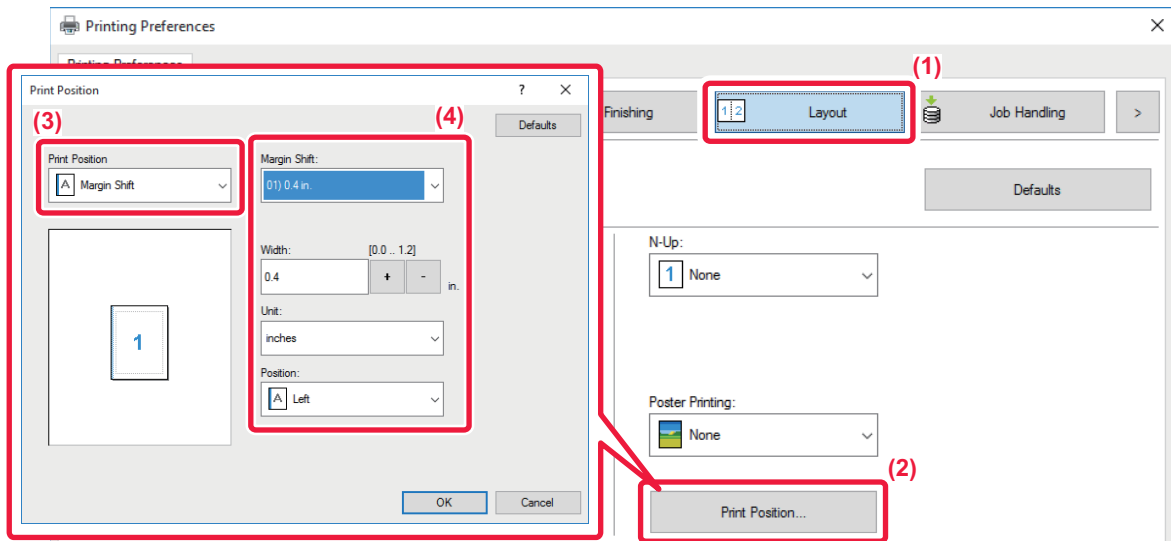 Printing Preferences
Printing Preferences
(1)
Print Position
?
Finishing
1 2 Layout
Job Handling
>
(3)
(4)
Defaults
Print Position
A Margin Shift
Margin Shift:
01) 0.4 in.
Defaults
Width: [0.0 .. 1.2]
0.4 + - in.
Unit:
inches
Position:
A Left
1
N-Up:
1 None
Poster Printing:
None
(2)
Print Position...
OK
Cancel